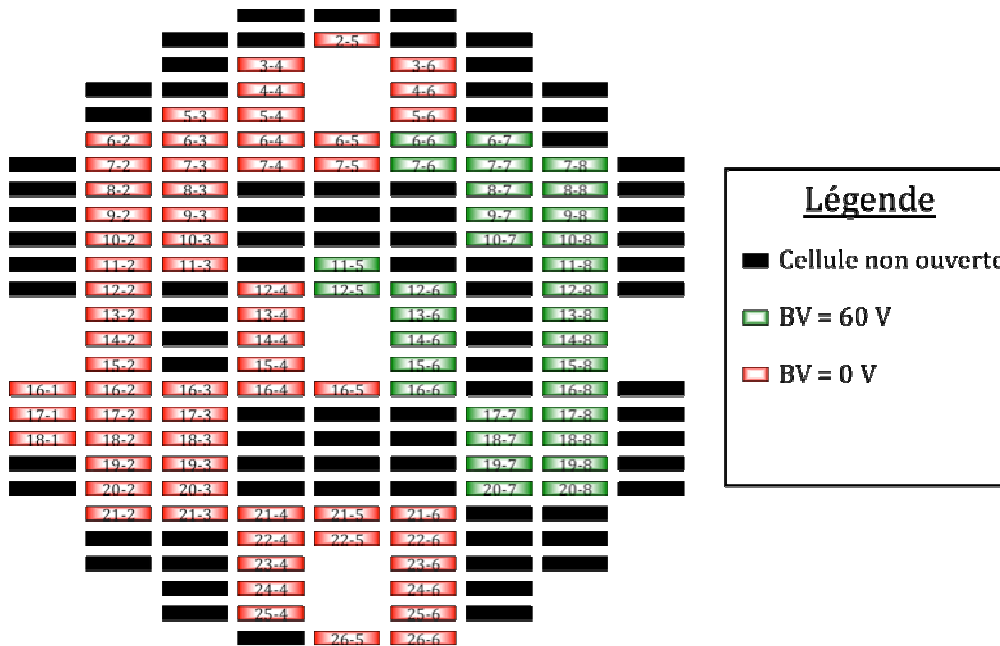 2-5
3-4 3-6
4-4 4-6
5-3 5-4 5-6
6-2 6-3 6-4 6-5 6-6 6-7
7-2 7-3 7-4 7-5 7-6 7-7 7-8
8-2 8-3 8-7 8-8
9-2 9-3 9-7 9-8
10-2 10-3 10-7 10-8
11-2 11-3 11-5 11-8
12-2 12-4 12-5 12-6 12-8
13-2 13-4 13-6 13-8
14-2 14-4 14-6 14-8
15-2 15-4 15-6 15-8
16-1 16-2 16-3 16-4 16-5 16-6 16-8
17-1 17-2 17-3 17-7 17-8
18-1 18-2 18-3 18-7 18-8
19-2 19-3 19-7 19-8
20-2 20-3 20-7 20-8
21-2 21-3 21-4 21-5 21-6
22-4 22-5 22-6
23-4 23-6
24-4 24-6
25-4 25-6
26-5 26-6
Légende
Cellule non ouverte
BV = 60 V
BV = 0 V